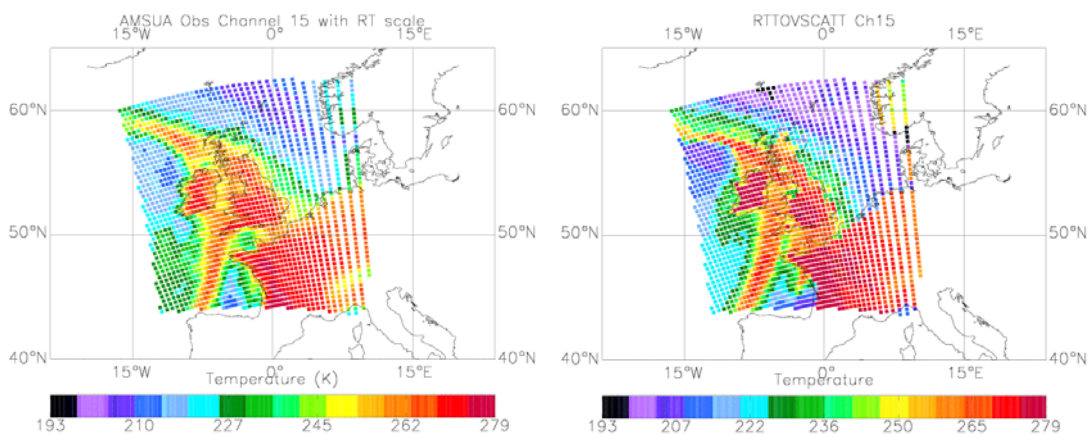 AMSUA Obs Channel 15 with RT scale
15°W 0° 15°E
60°N 60°N
50°N 50°N
40°N 40°N
15°W 0° 15°E
Temperature (K)
193 210 227 245 262 279
RTTOVSCATT Ch15
15°W 0° 15°E
60°N 60°N
50°N 50°N
40°N 40°N
15°W 0° 15°E
Temperature
193 207 222 236 250 265 279